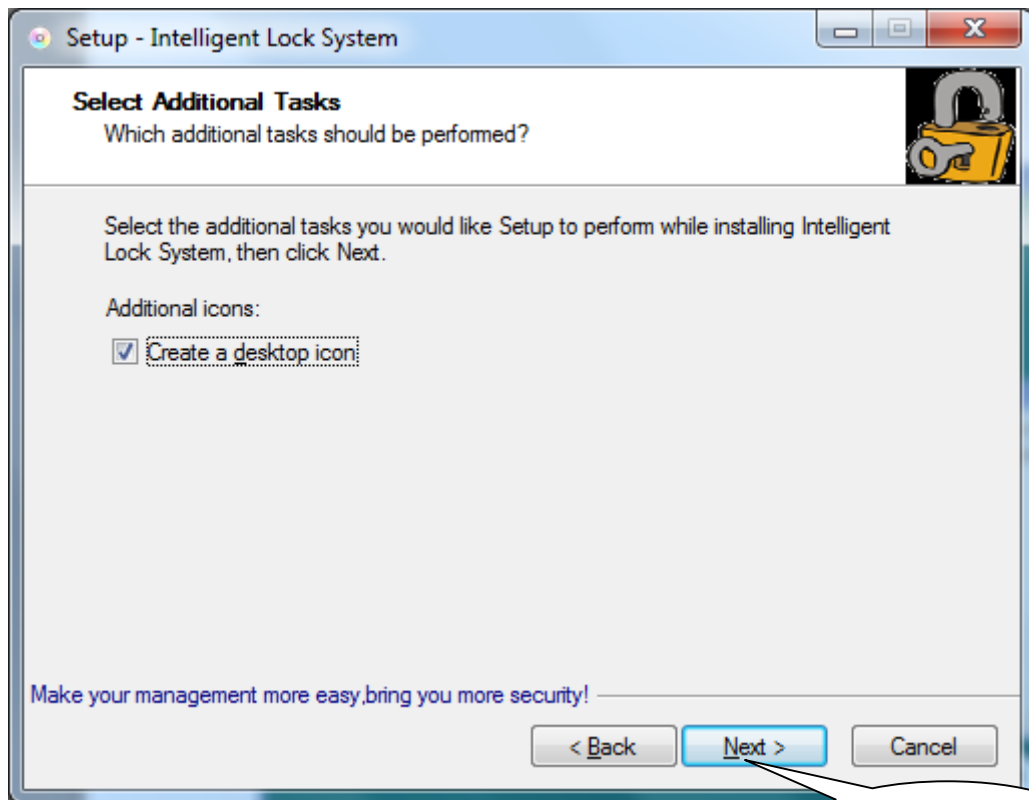 Setup - Intelligent Lock System
Select Additional Tasks
Which additional tasks should be performed?
Select the additional tasks you would like Setup to perform while installing Intelligent
Lock System, then click Next.
Additional icons:
Create a desktop icon
Make your management more easy,bring you more security!
< Back
Next >
Cancel